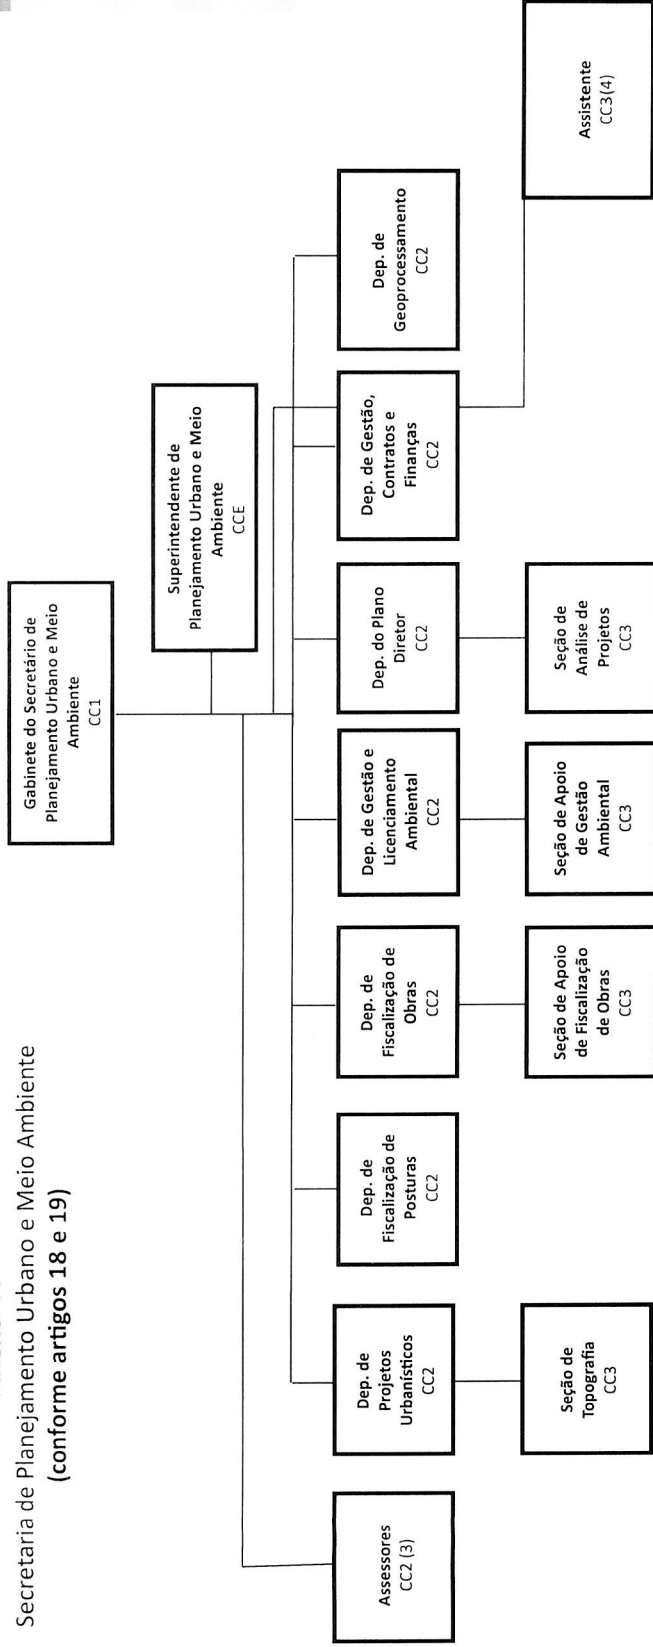 Secretaria de Planejamento Urbano e Meio Ambiente
(conforme artigos 18 e 19)
Gabinete do Secretário de
Planejamento Urbano e Meio
Ambiente
CC1
Superintendente de
Planejamento Urbano e Meio
Ambiente
CCE
Assessores
CC2 (3)
Dep. de
Projetos
Urbanísticos
CC2
Dep. de
Fiscalização de
Posturas
CC2
Dep. de
Fiscalização de
Obras
CC2
Dep. de Gestão e
Licenciamento
Ambiental
CC2
Dep. do Plano
Diretor
CC2
Dep. de Gestão,
Contratos e
Finanças
CC2
Dep. de
Geoprocessamento
CC2
Seção de
Topografia
CC3
Seção de Apoio
de Fiscalização
de Obras
CC3
Seção de Apoio
de Gestão
Ambiental
CC3
Seção de
Análise de
Projetos
CC3
Assistente
CC3(4)